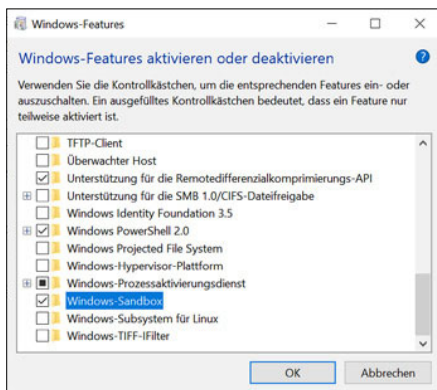 Windows-Features
Windows-Features aktivieren oder deaktivieren
Verwenden Sie die Kontrollkästchen, um die entsprechenden Features ein- oder
auszuschalten. Ein ausgefülltes Kontrollkästchen bedeutet, dass ein Feature nur
teilweise aktiviert ist.
TFTP-Client
Überwachter Host
Unterstützung für die Remotedifferenzialkomprimierungs-API
Unterstützung für die SMB 1.0/CIFS-Dateifreigabe
Windows Identity Foundation 3.5
Windows PowerShell 2.0
Windows Projected File System
Windows-Hypervisor-Plattform
Windows-Prozessaktivierungsdienst
Windows-Sandbox
Windows-Subsystem für Linux
Windows-TIFF-IFilter
OK Abbrechen